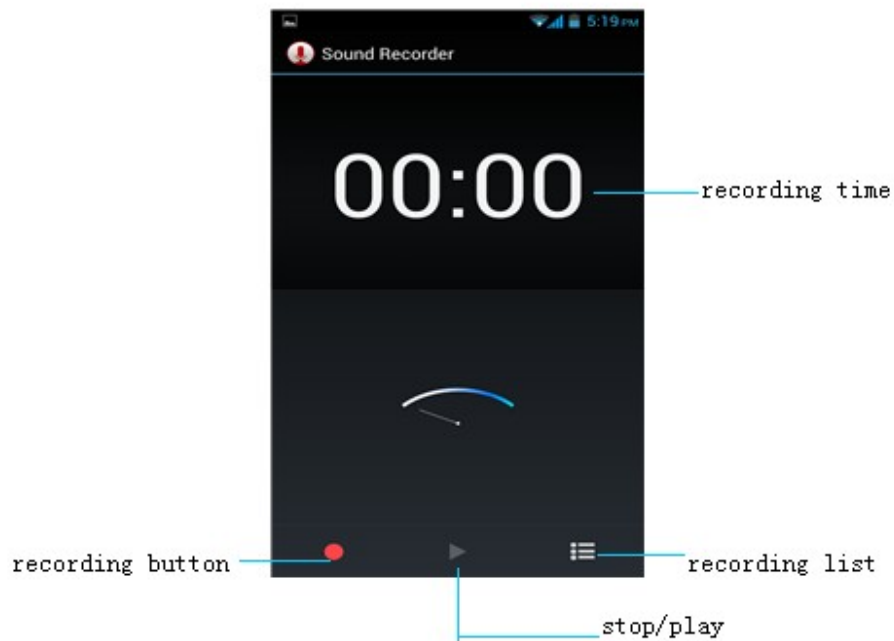 5:19 PM
Sound Recorder
00:00
recording time
recording button
recording list
stop/play